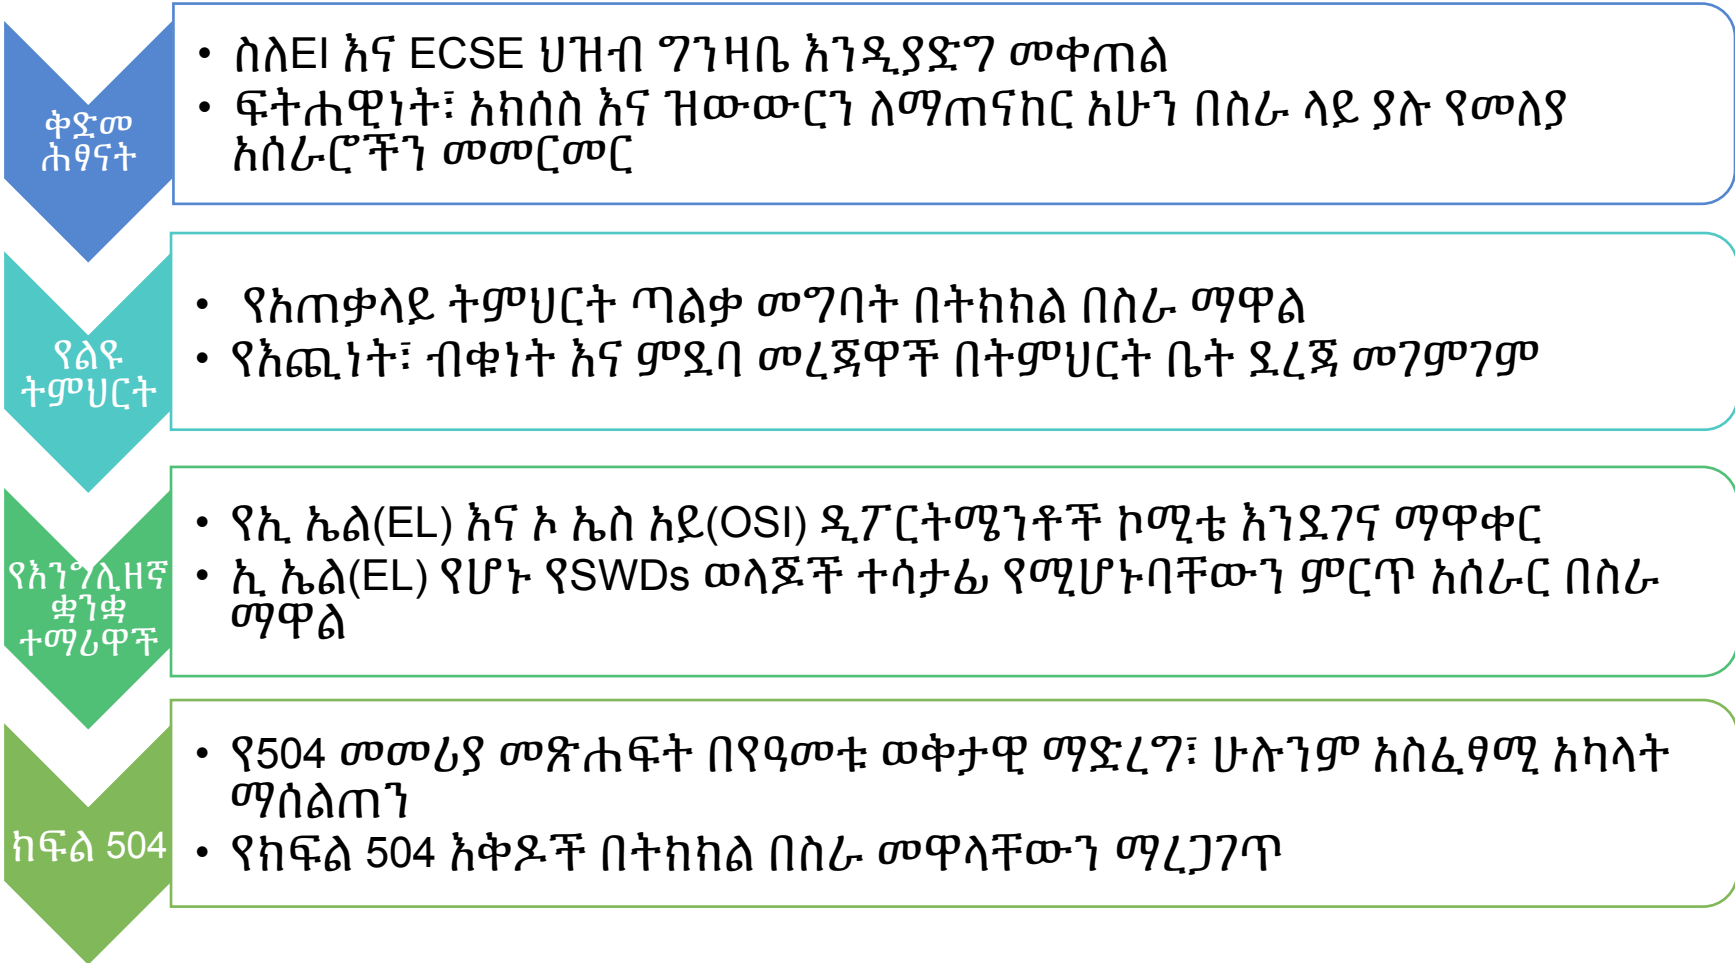 ቅድመ
ሕፃናት
• ስለEI እና ECSE ህዝብ ግንዛቤ እንዲያድግ መቀጠል
• ፍትሐዊነት፣ አክሰስ እና ዝውውርን ለማጠናከር አሁን በስራ ላይ ያሉ የመለያ
አሰራሮችን መመርመር
የልዩ
ትምህርት
• የአጠቃላይ ትምህርት ጣልቃ መግባት በትክክል በስራ ማዋል
• የእጪነት፣ ብቁነት እና ምደባ መረጃዋች በትምህርት ቤት ደረጃ መገምገም
የእንግሊዘኛ
ቋንቋ
ተማሪዋች
• የኢ ኤል(EL) እና ኦ ኤስ አይ(OSI) ዲፖርትሜንቶች ኮሚቴ እንደገና ማዋቀር
• ኢ ኤል(EL) የሆኑ የSWDs ወላጆች ተሳታፊ የሚሆኑባቸውን ምርጥ አሰራር በስራ
ማዋል
ክፍል 504
• የ504 መመሪያ መጽሐፍት በየዓመቱ ወቅታዊ ማድረግ፣ ሁሉንም አስፈፃሚ አካላት
ማሰልጠን
• የክፍል 504 እቅዶች በትክክል በስራ መዋላቸውን ማረጋገጥ